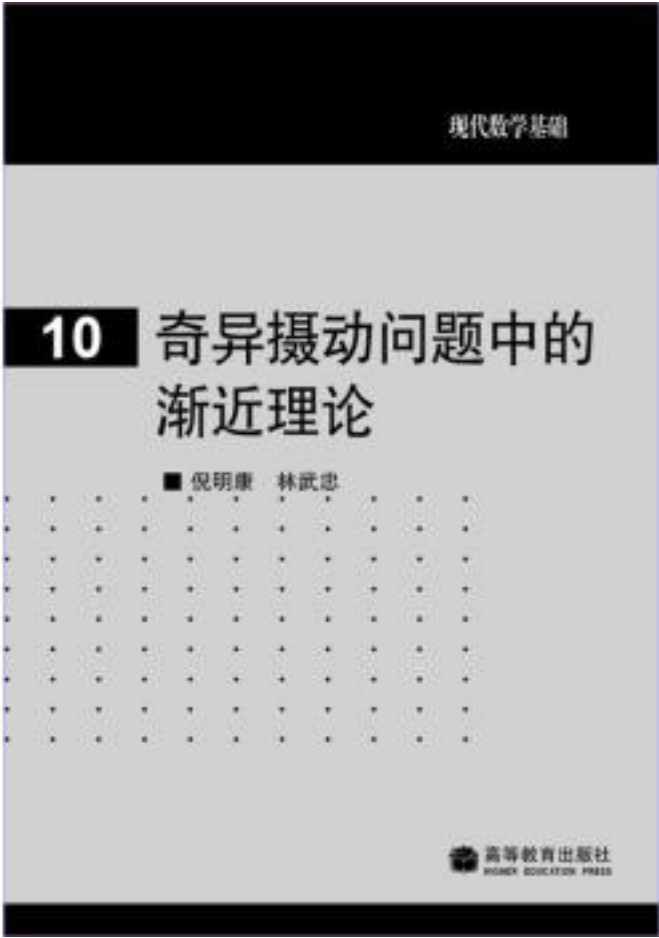 现代数学基础
10 奇异摄动问题中的
渐近理论
■ 倪明康 林武忠
高等教育出版社
HIGHER EDUCATION PRESS